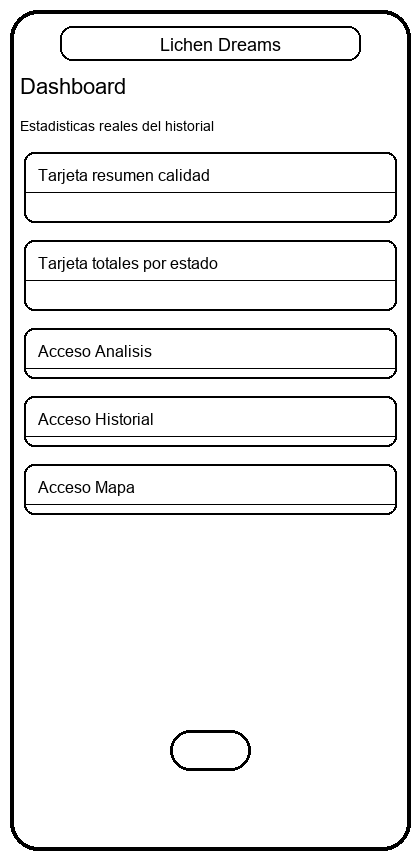 Lichen Dreams
Dashboard
Estadisticas reales del historial
Tarjeta resumen calidad
Tarjeta totales por estado
Acceso Analisis
Acceso Historial
Acceso Mapa